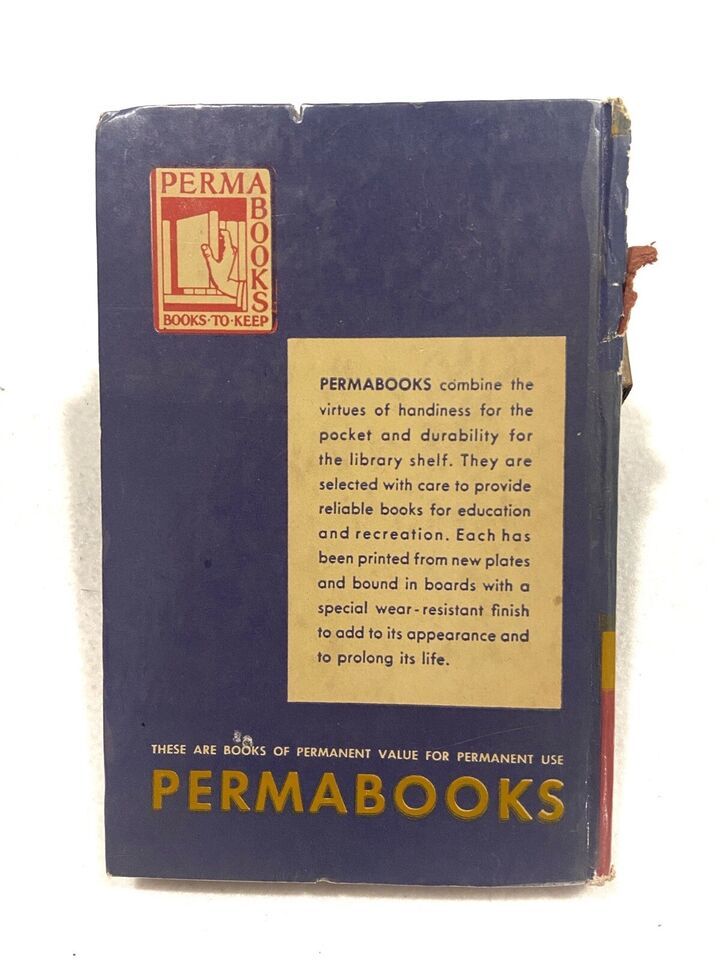 PERMABOOKS
BOOKS·TO·KEEP
PERMABOOKS combine the
virtues of handiness for the
pocket and durability for
the library shelf. They are
selected with care to provide
reliable books for education
and recreation. Each has
been printed from new plates
and bound in boards with a
special wear-resistant finish
to add to its appearance and
to prolong its life.
THESE ARE BOOKS OF PERMANENT VALUE FOR PERMANENT USE
PERMABOOKS